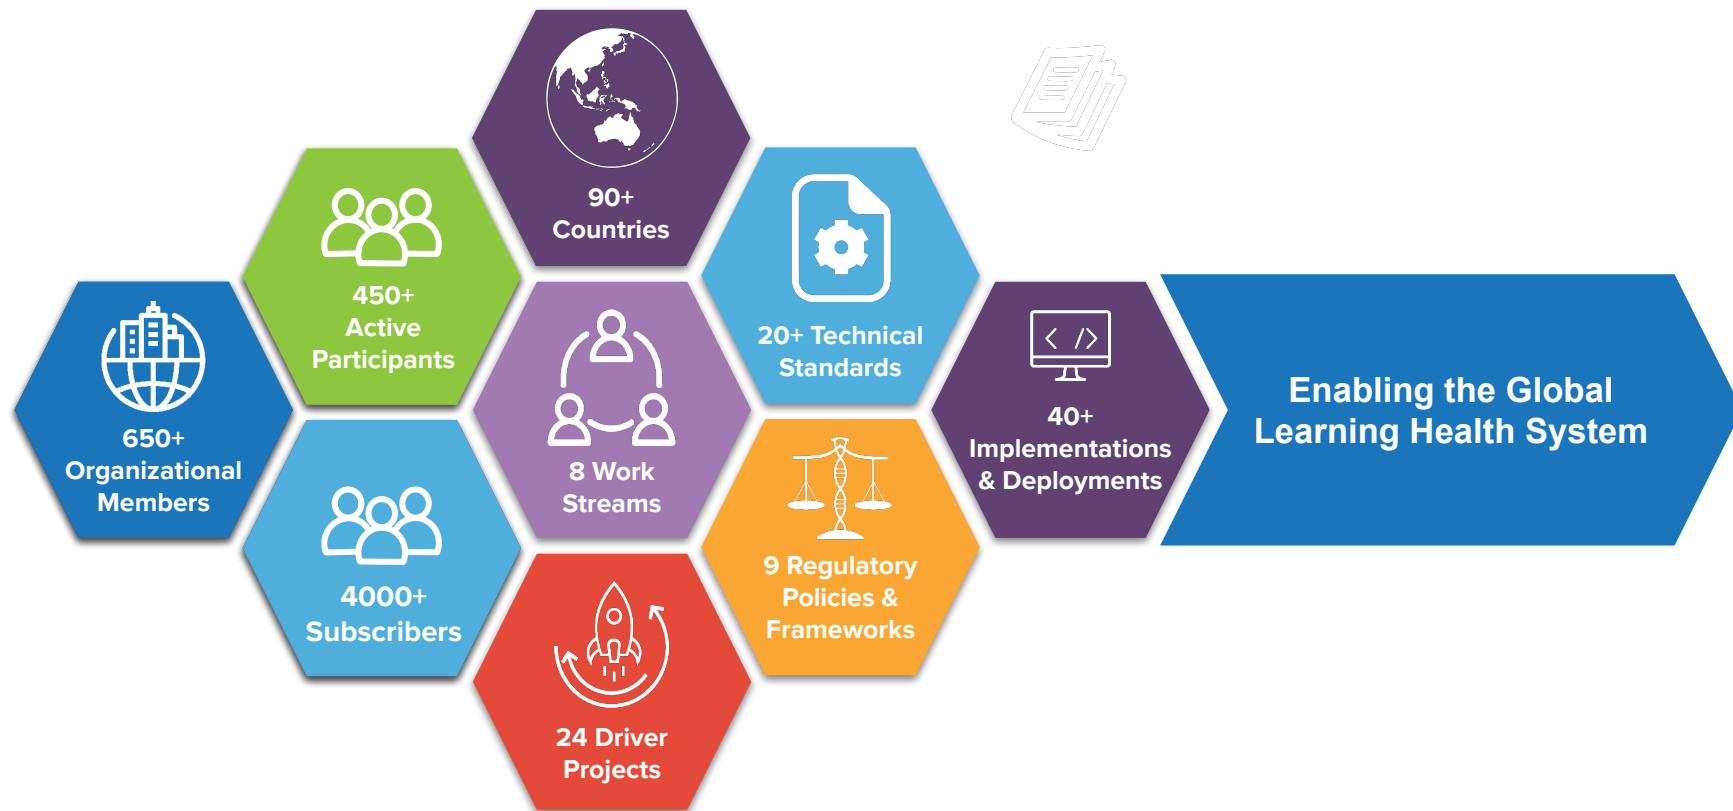 90+
Countries
450+
Active
Participants
20+ Technical
Standards
650+
Organizational
Members
8 Work
Streams
< />
40+
Implementations
& Deployments
Enabling the Global
Learning Health System
4000+
Subscribers
9 Regulatory
Policies &
Frameworks
24 Driver
Projects